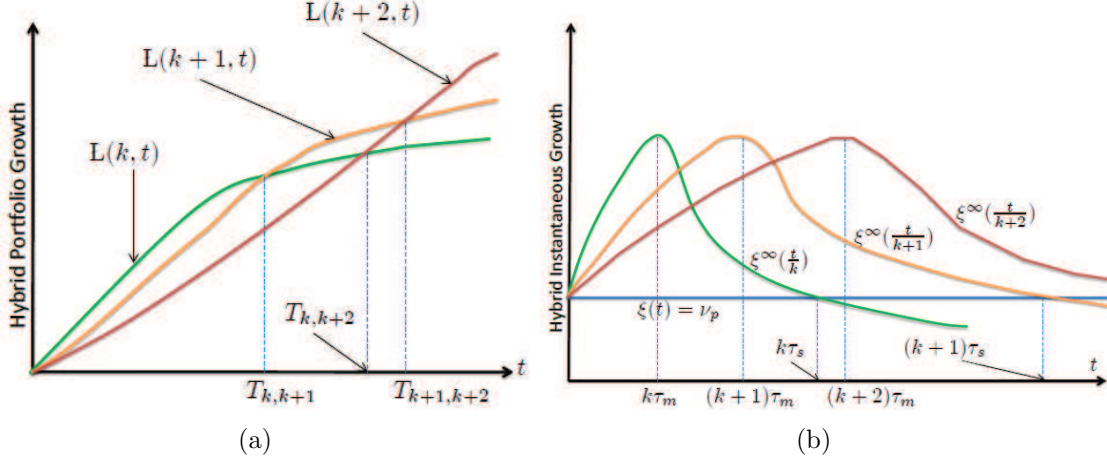 Hybrid Portfolio Growth
L(k + 2, t)
L(k + 1, t)
L(k, t)
T_{k,k+2}
t
T_{k,k+1}
T_{k+1,k+2}
(a)
Hybrid Instantaneous Growth
ξ^∞(t/(k+2))
ξ^∞(t/(k+1))
ξ^∞(t/k)
ξ(t) = ν_p
kτ_s
(k + 1)τ_s
t
kτ_m
(k + 1)τ_m
(k + 2)τ_m
(b)